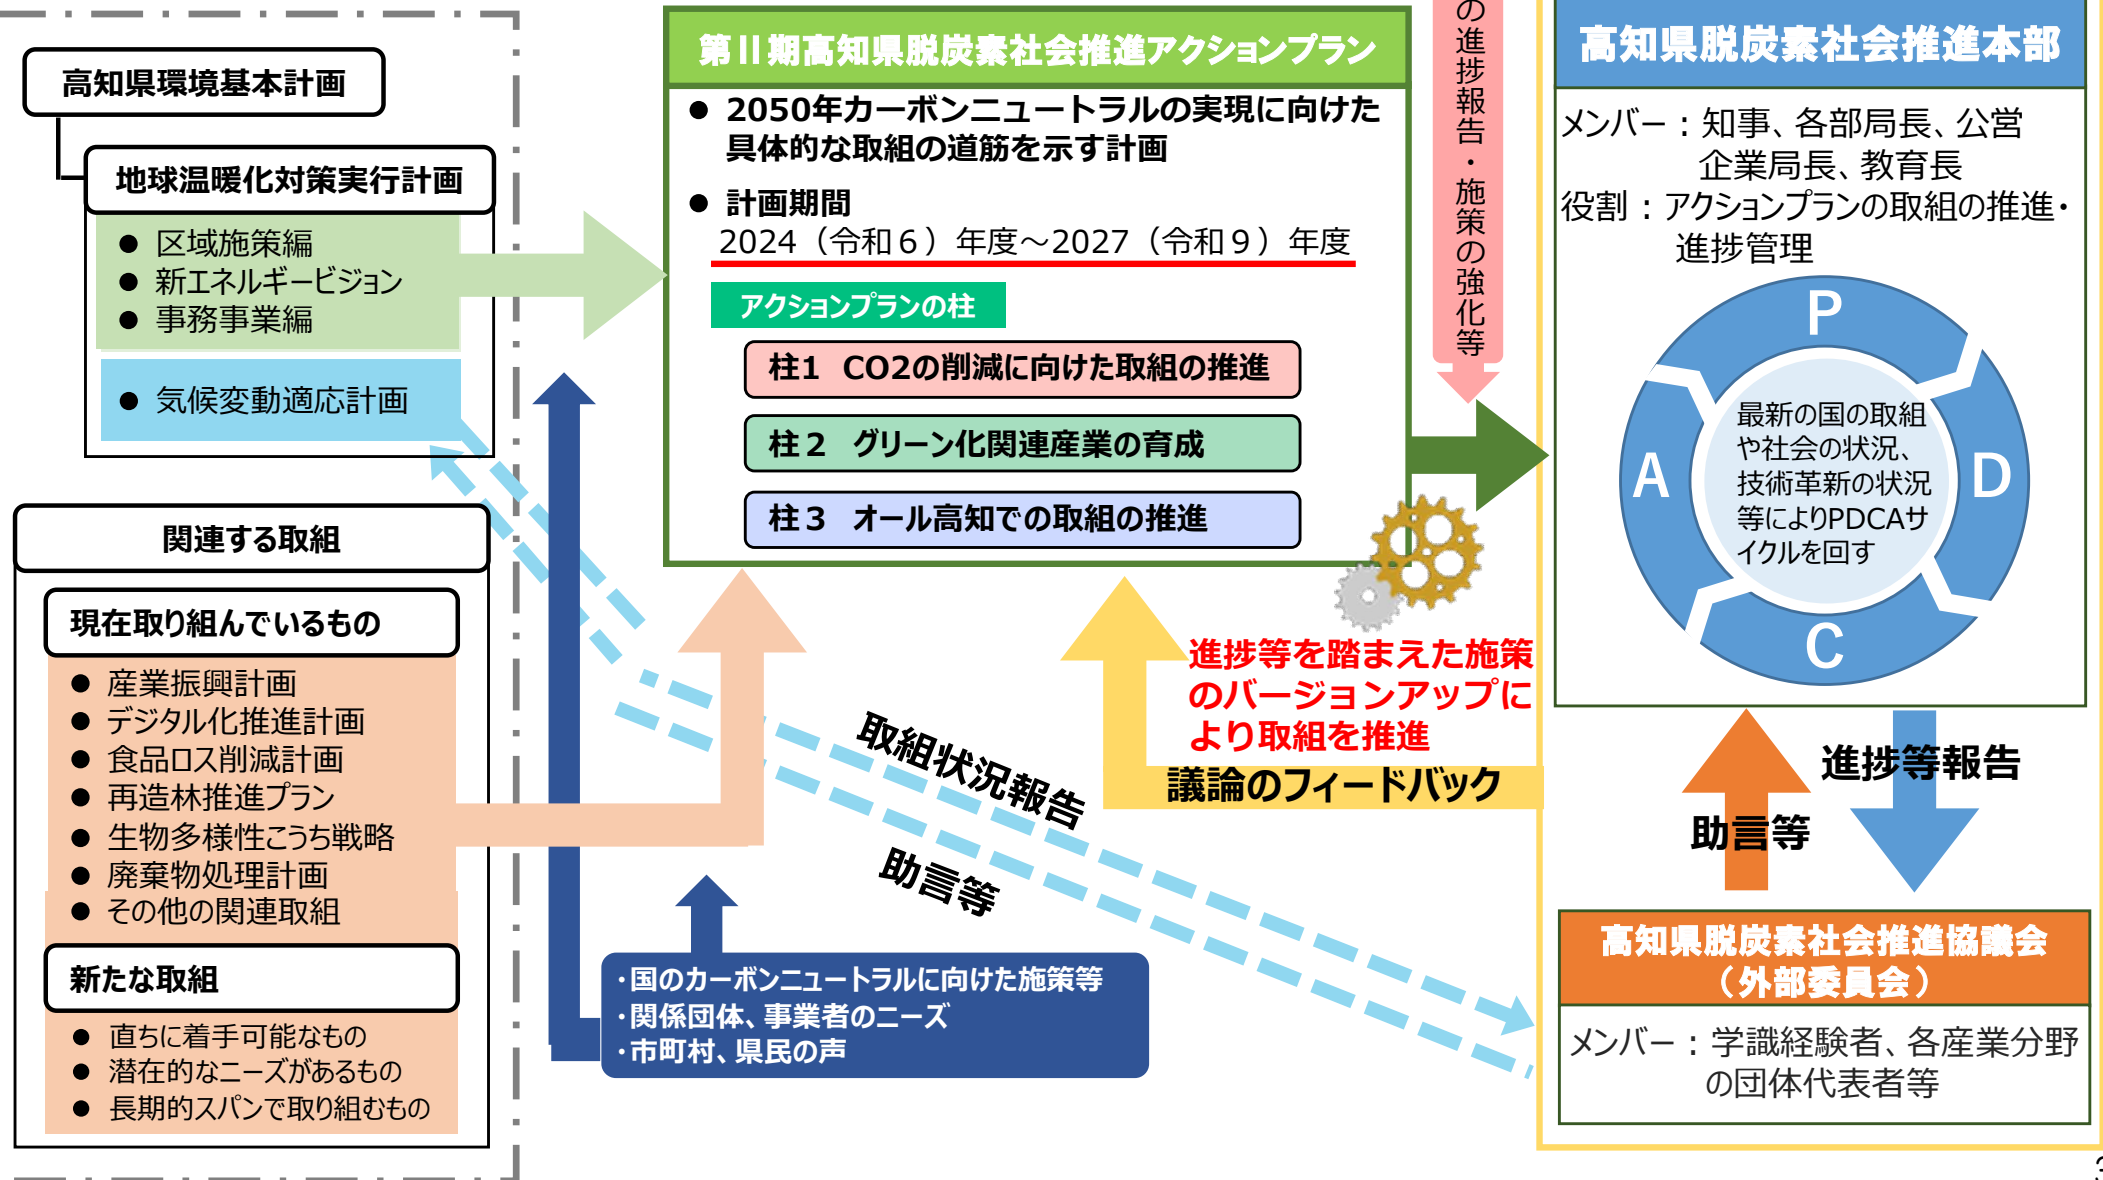 高知県環境基本計画
地球温暖化対策実行計画
● 区域施策編
● 新エネルギービジョン
● 事務事業編
● 気候変動適応計画
関連する取組
現在取り組んでいるもの
● 産業振興計画
● デジタル化推進計画
● 食品ロス削減計画
● 再造林推進プラン
● 生物多様性こうち戦略
● 廃棄物処理計画
● その他の関連取組
新たな取組
● 直ちに着手可能なもの
● 潜在的なニーズがあるもの
● 長期的スパンで取り組むもの
第Ⅱ期高知県脱炭素社会推進アクションプラン
● 2050年カーボンニュートラルの実現に向けた
具体的な取組の道筋を示す計画
● 計画期間
2024（令和６）年度～2027（令和９）年度
アクションプランの柱
柱1 CO2の削減に向けた取組の推進
柱２ グリーン化関連産業の育成
柱３ オール高知での取組の推進
の進捗報告・施策の強化等
進捗等を踏まえた施策
のバージョンアップに
より取組を推進
議論のフィードバック
取組状況報告
助言等
・国のカーボンニュートラルに向けた施策等
・関係団体、事業者のニーズ
・市町村、県民の声
高知県脱炭素社会推進本部
メンバー：知事、各部局長、公営
企業局長、教育長
役割：アクションプランの取組の推進・
進捗管理
P
D
C
A
最新の国の取組
や社会の状況、
技術革新の状況
等によりPDCAサ
イクルを回す
進捗等報告
助言等
高知県脱炭素社会推進協議会
（外部委員会）
メンバー：学識経験者、各産業分野
の団体代表者等